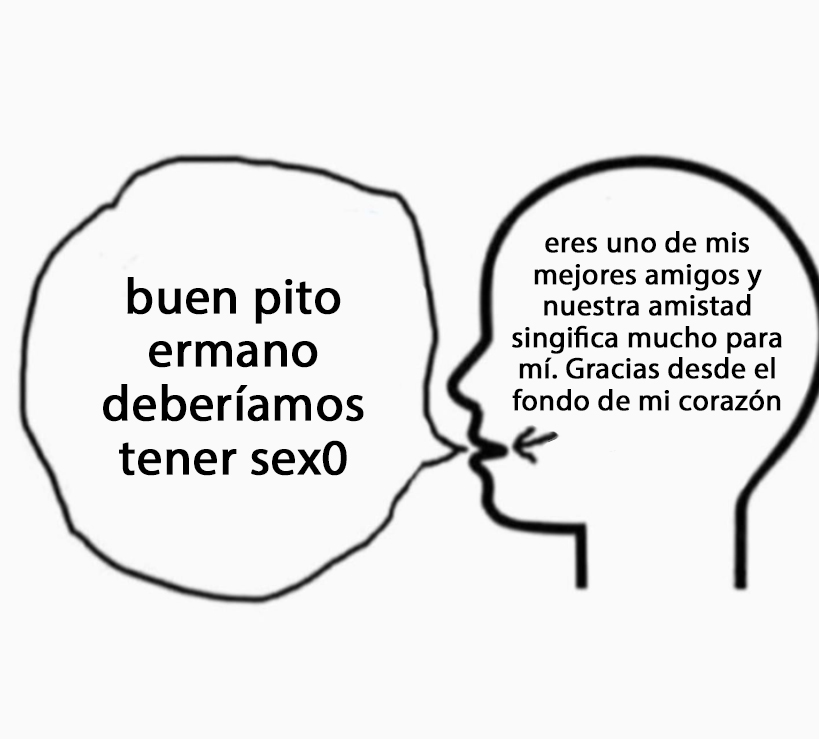 buen pito
ermano
deberíamos
tener sex0
eres uno de mis
mejores amigos y
nuestra amistad
singifica mucho para
mí. Gracias desde el
fondo de mi corazón